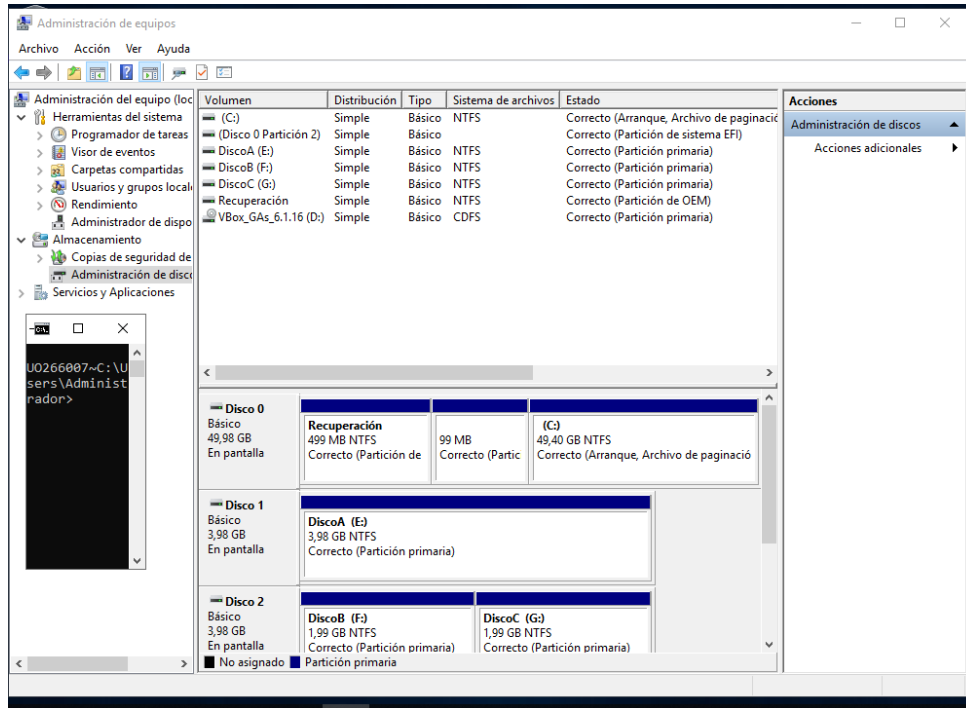 Administración de equipos
Archivo Acción Ver Ayuda
Administración del equipo (loc
Herramientas del sistema
Programador de tareas
Visor de eventos
Carpetas compartidas
Usuarios y grupos locale
Rendimiento
Administrador de dispo
Almacenamiento
Copias de seguridad de
Administración de disco
Servicios y Aplicaciones
C:\.
UO266007~C:\U
sers\Administ
rador>
Volumen Distribución Tipo Sistema de archivos Estado
(C:) Simple Básico NTFS Correcto (Arranque, Archivo de paginació
(Disco 0 Partición 2) Simple Básico Correcto (Partición de sistema EFI)
DiscoA (E:) Simple Básico NTFS Correcto (Partición primaria)
DiscoB (F:) Simple Básico NTFS Correcto (Partición primaria)
DiscoC (G:) Simple Básico NTFS Correcto (Partición primaria)
Recuperación Simple Básico NTFS Correcto (Partición de OEM)
VBox_GAs_6.1.16 (D:) Simple Básico CDFS Correcto (Partición primaria)
Disco 0
Básico
49,98 GB
En pantalla
Recuperación
499 MB NTFS
Correcto (Partición de
99 MB
Correcto (Partic
(C:)
49,40 GB NTFS
Correcto (Arranque, Archivo de paginació
Disco 1
Básico
3,98 GB
En pantalla
DiscoA (E:)
3,98 GB NTFS
Correcto (Partición primaria)
Disco 2
Básico
3,98 GB
En pantalla
DiscoB (F:)
1,99 GB NTFS
Correcto (Partición primaria)
DiscoC (G:)
1,99 GB NTFS
Correcto (Partición primaria)
No asignado Partición primaria
Acciones
Administración de discos
Acciones adicionales